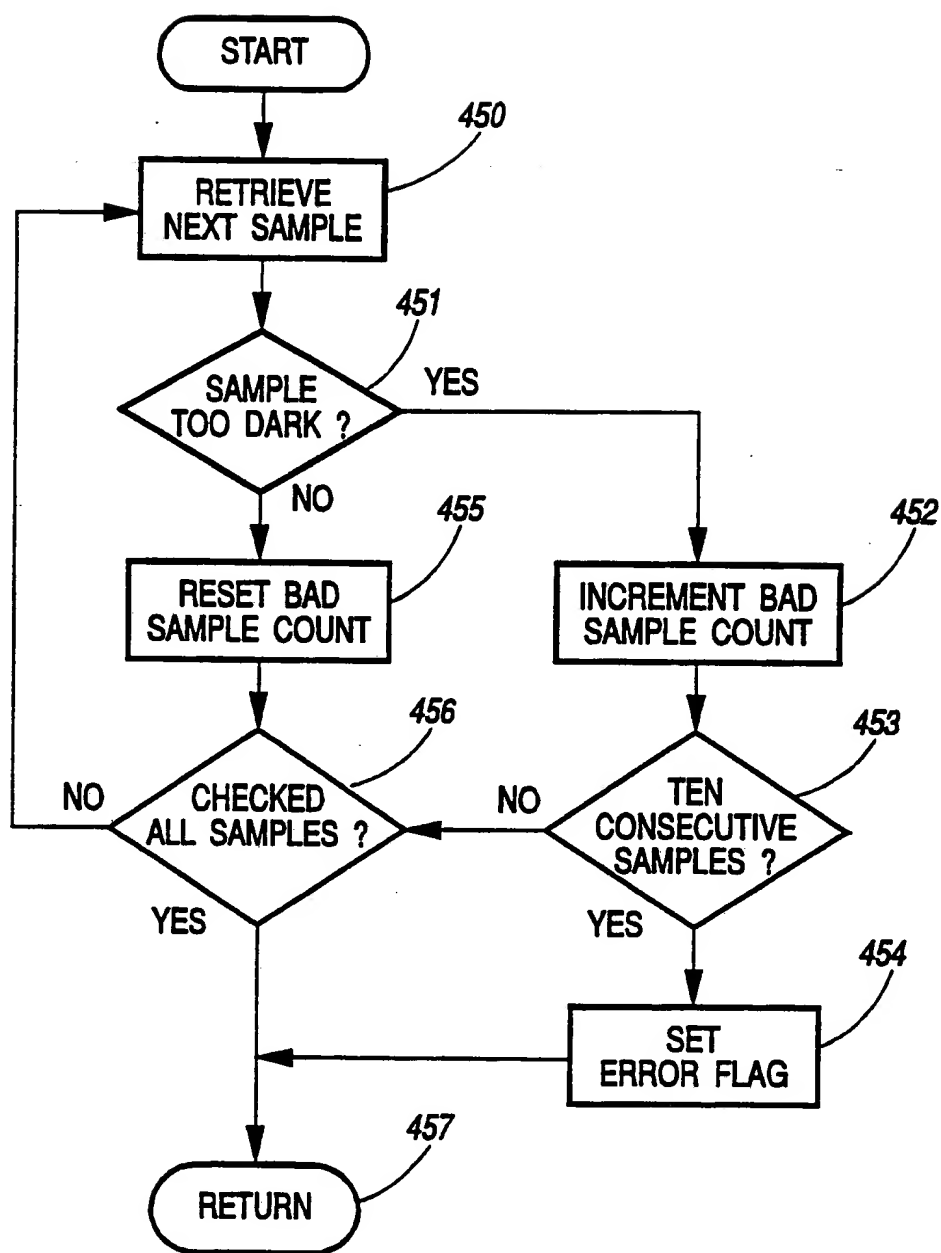 START
450
RETRIEVE
NEXT SAMPLE
451
SAMPLE
TOO DARK ?
YES
NO
455
RESET BAD
SAMPLE COUNT
452
INCREMENT BAD
SAMPLE COUNT
456
CHECKED
ALL SAMPLES ?
NO
YES
453
TEN
CONSECUTIVE
SAMPLES ?
NO
YES
454
SET
ERROR FLAG
457
RETURN